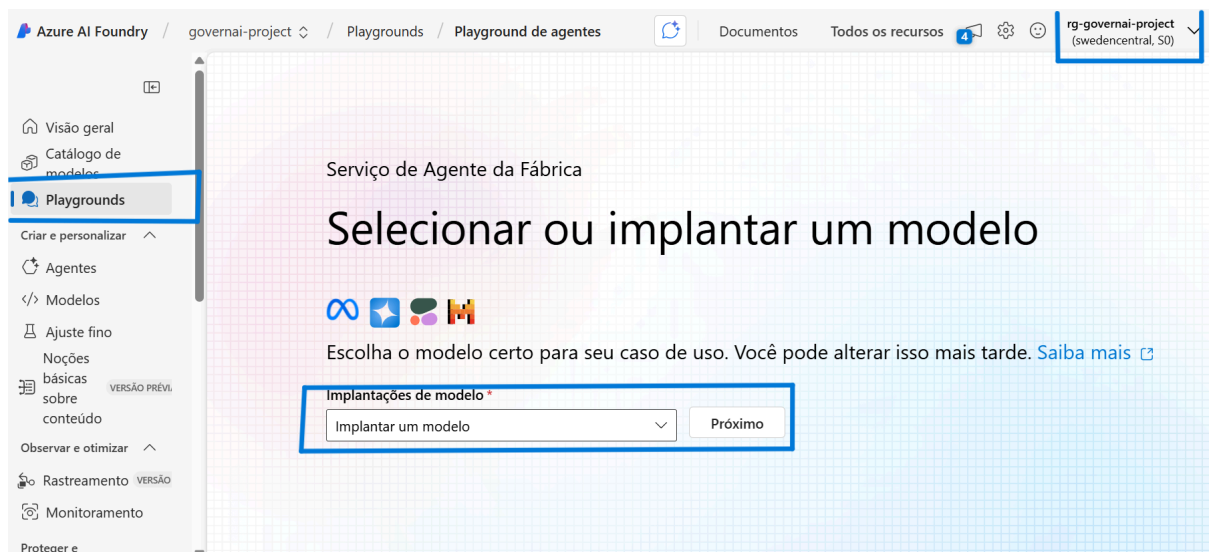 Azure AI Foundry / governai-project / Playgrounds / Playground de agentes
Documentos
Todos os recursos
4
rg-governai-project
(swedencentral, S0)
Visão geral
Catálogo de
modelos
Playgrounds
Criar e personalizar
Agentes
</> Modelos
Ajuste fino
Noções
básicas
sobre
conteúdo
VERSÃO PRÉVI
Observar e otimizar
Rastreamento VERSÃO
Monitoramento
Proteger e
Serviço de Agente da Fábrica
Selecionar ou implantar um modelo
Escolha o modelo certo para seu caso de uso. Você pode alterar isso mais tarde. Saiba mais
Implantações de modelo *
Implantar um modelo
Próximo